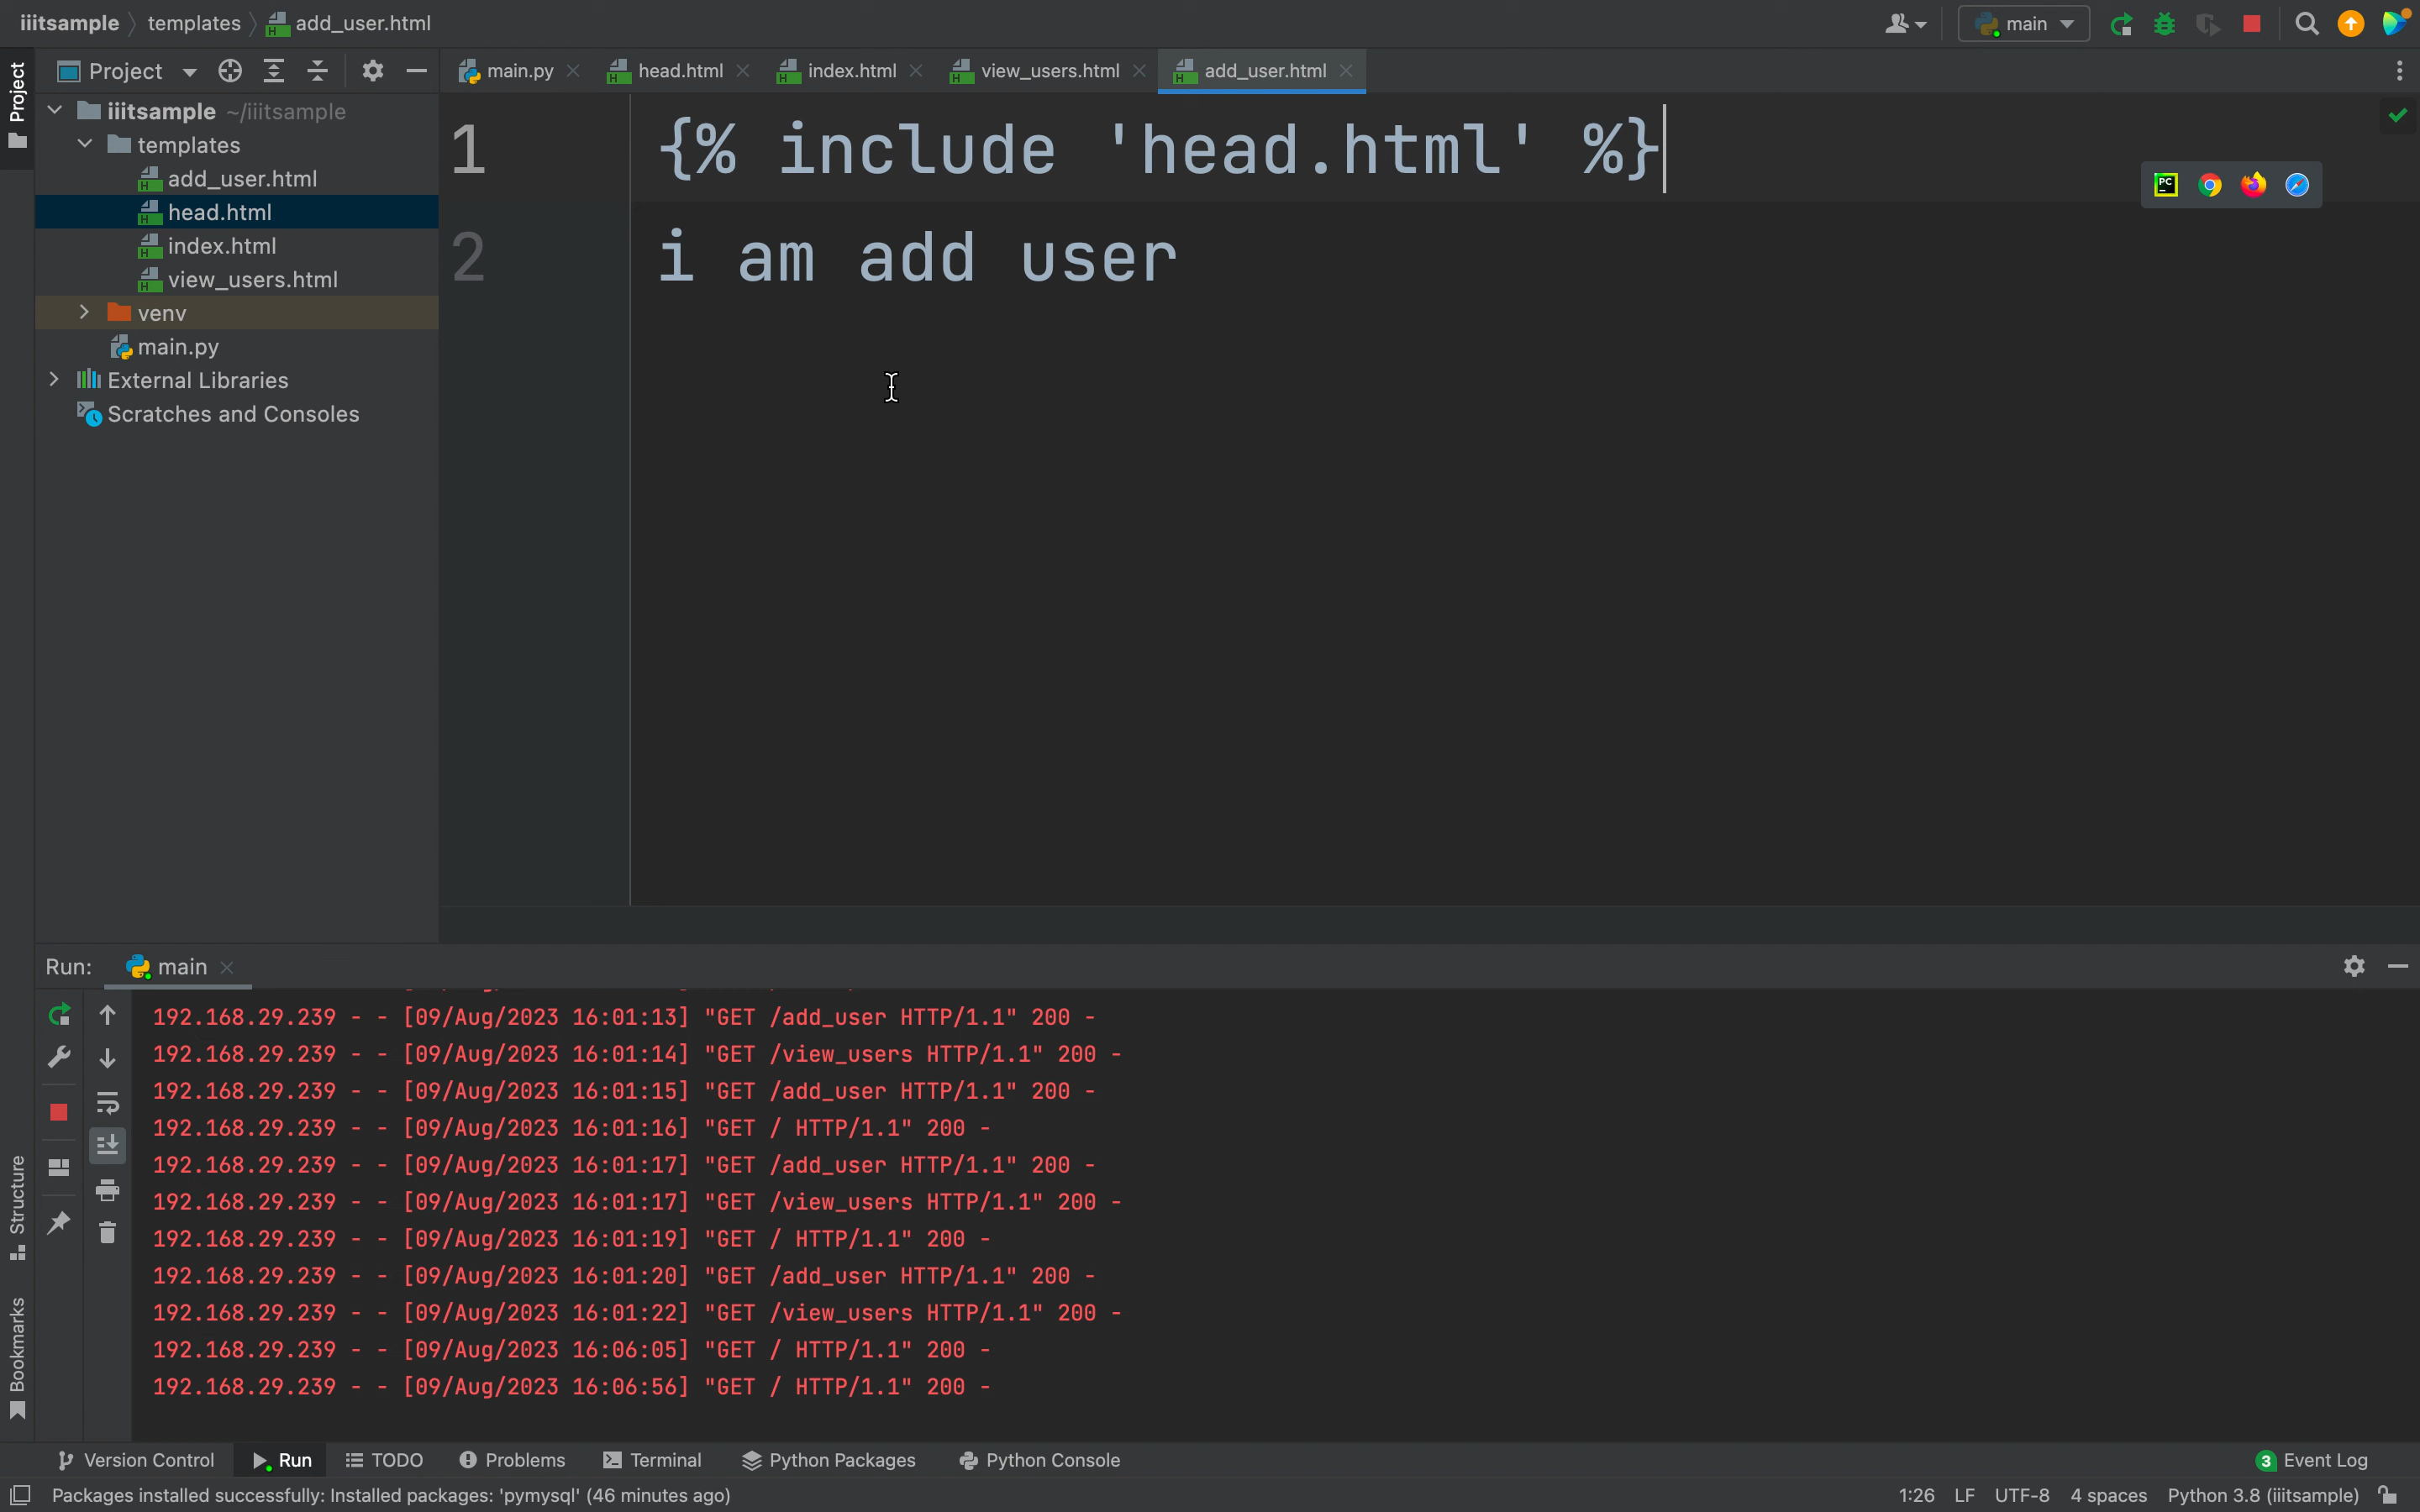 iiitsample templates add_user.html main
Project
Project
main.py head.html index.html view_users.html add_user.html
iiitsample ~/iiitsample
templates
add_user.html
head.html
index.html
view_users.html
venv
main.py
External Libraries
Scratches and Consoles
1 {% include 'head.html' %}
2 i am add user
Run: main
192.168.29.239 - - [09/Aug/2023 16:01:13] "GET /add_user HTTP/1.1" 200 -
192.168.29.239 - - [09/Aug/2023 16:01:14] "GET /view_users HTTP/1.1" 200 -
192.168.29.239 - - [09/Aug/2023 16:01:15] "GET /add_user HTTP/1.1" 200 -
192.168.29.239 - - [09/Aug/2023 16:01:16] "GET / HTTP/1.1" 200 -
192.168.29.239 - - [09/Aug/2023 16:01:17] "GET /add_user HTTP/1.1" 200 -
192.168.29.239 - - [09/Aug/2023 16:01:17] "GET /view_users HTTP/1.1" 200 -
192.168.29.239 - - [09/Aug/2023 16:01:19] "GET / HTTP/1.1" 200 -
192.168.29.239 - - [09/Aug/2023 16:01:20] "GET /add_user HTTP/1.1" 200 -
192.168.29.239 - - [09/Aug/2023 16:01:22] "GET /view_users HTTP/1.1" 200 -
192.168.29.239 - - [09/Aug/2023 16:06:05] "GET / HTTP/1.1" 200 -
192.168.29.239 - - [09/Aug/2023 16:06:56] "GET / HTTP/1.1" 200 -
Structure
Bookmarks
Version Control Run TODO Problems Terminal Python Packages Python Console 3 Event Log
Packages installed successfully: Installed packages: 'pymysql' (46 minutes ago) 1:26 LF UTF-8 4 spaces Python 3.8 (iiitsample)